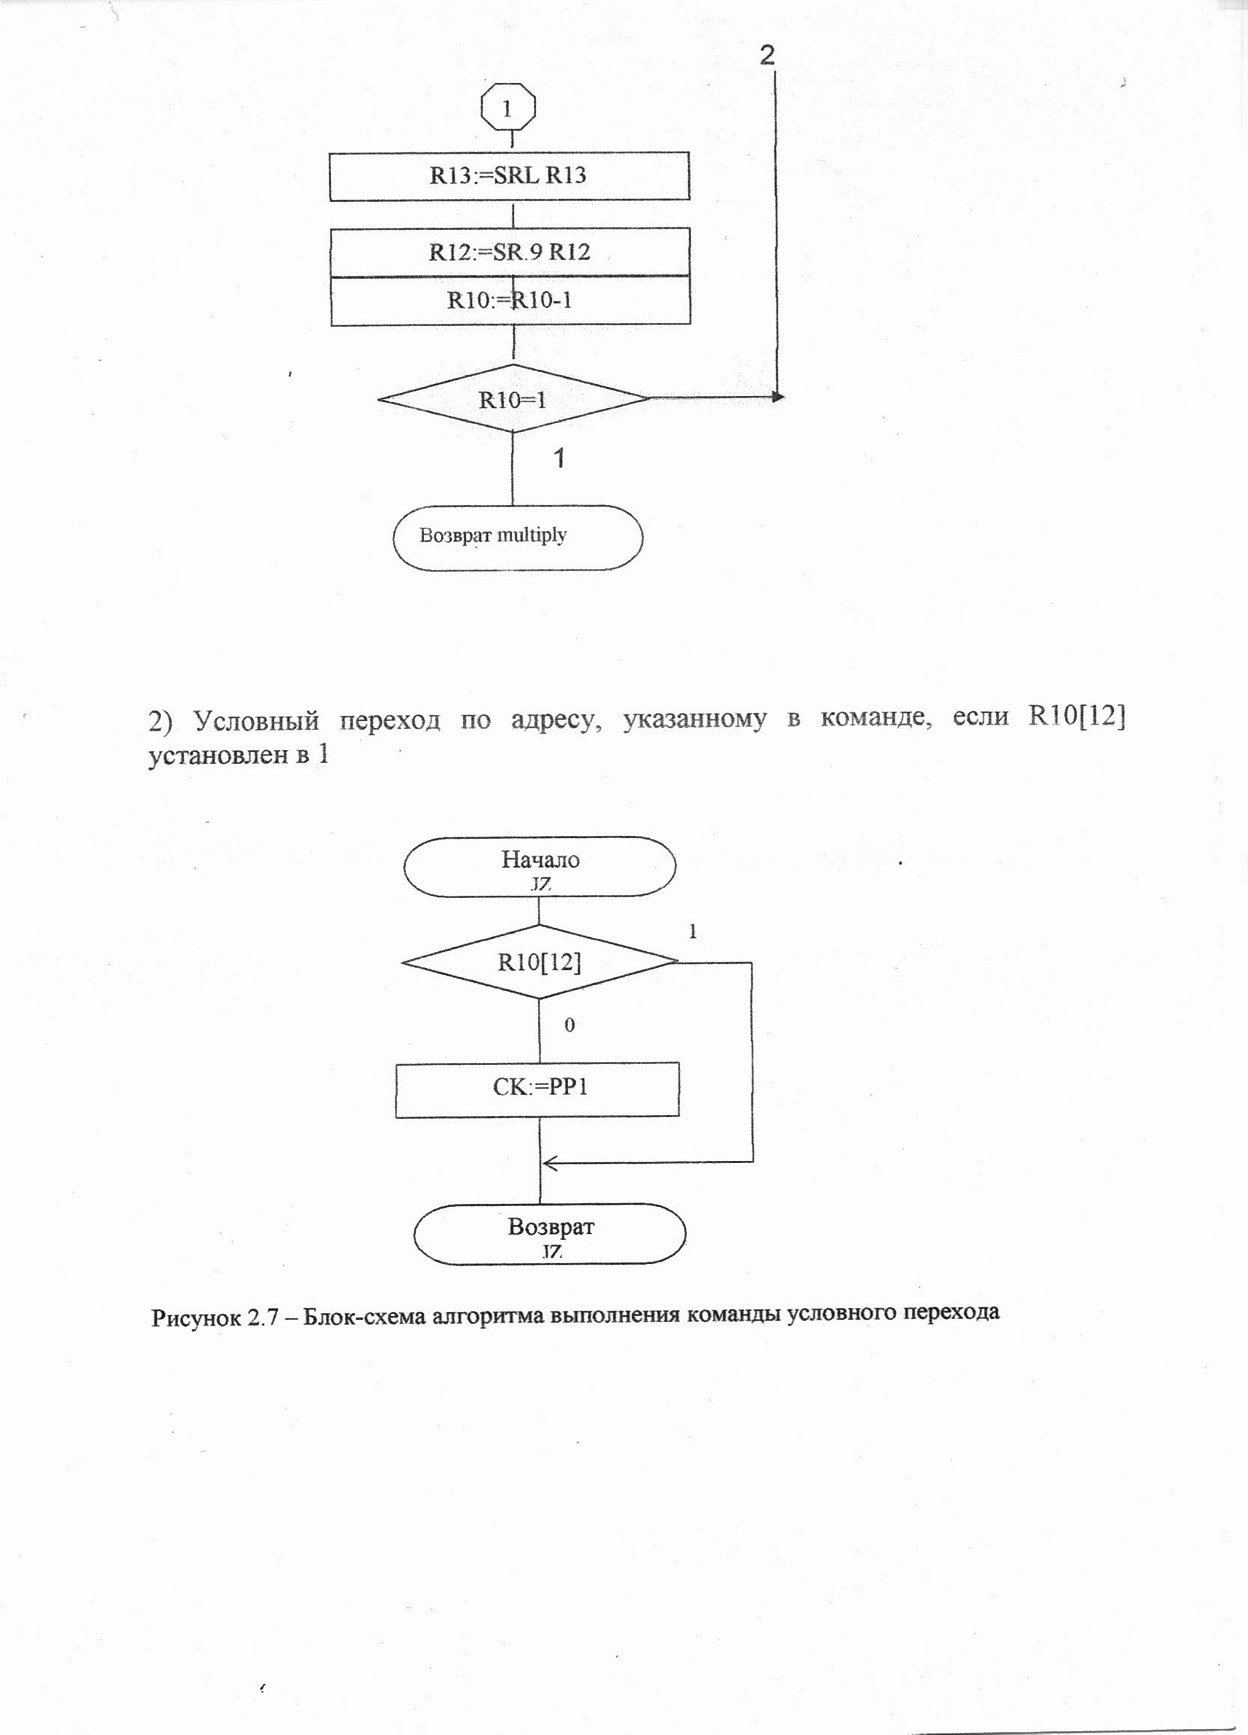 2
1
R13:=SRL R13
R12:=SR.9 R12
R10:=R10-1
R10=1
1
Возврат multiply
2) Условный переход по адресу, указанному в команде, если R10[12]
установлен в 1
Начало
JZ
1
R10[12]
0
СК:=РР1
Возврат
JZ
Рисунок 2.7 – Блок-схема алгоритма выполнения команды условного перехода